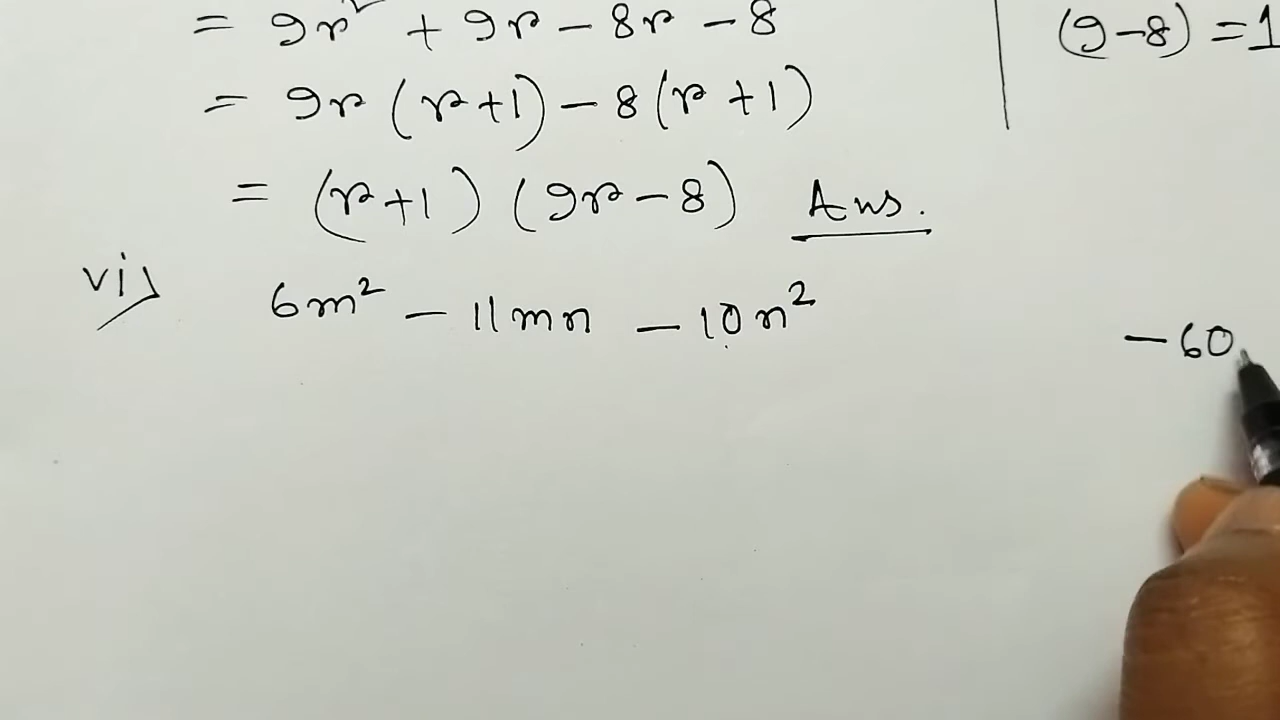 = 9r² + 9r - 8r - 8
(9-8) = 1
= 9r (r+1) - 8 (r+1)
= (r+1) (9r - 8) Ans.
vi) 6m² - 11mn - 10n²
- 60